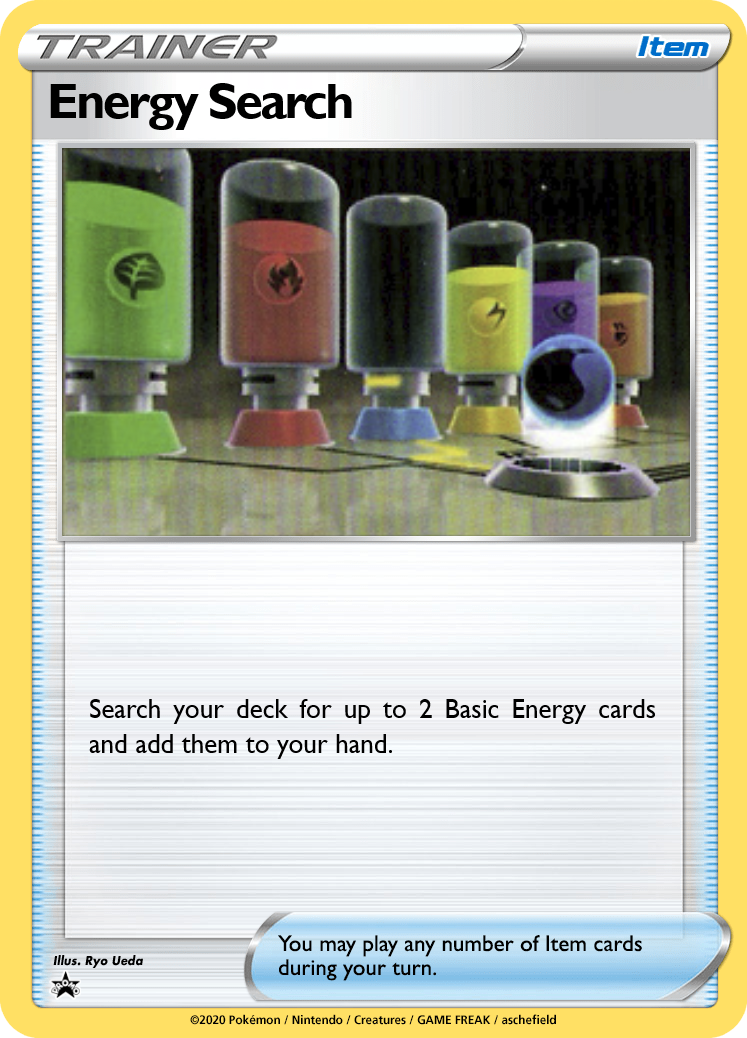 TRAINER
Item
Energy Search
Search your deck for up to 2 Basic Energy cards
and add them to your hand.
You may play any number of Item cards
during your turn.
Illus. Ryo Ueda
PROMO
©2020 Pokémon / Nintendo / Creatures / GAME FREAK / aschefield